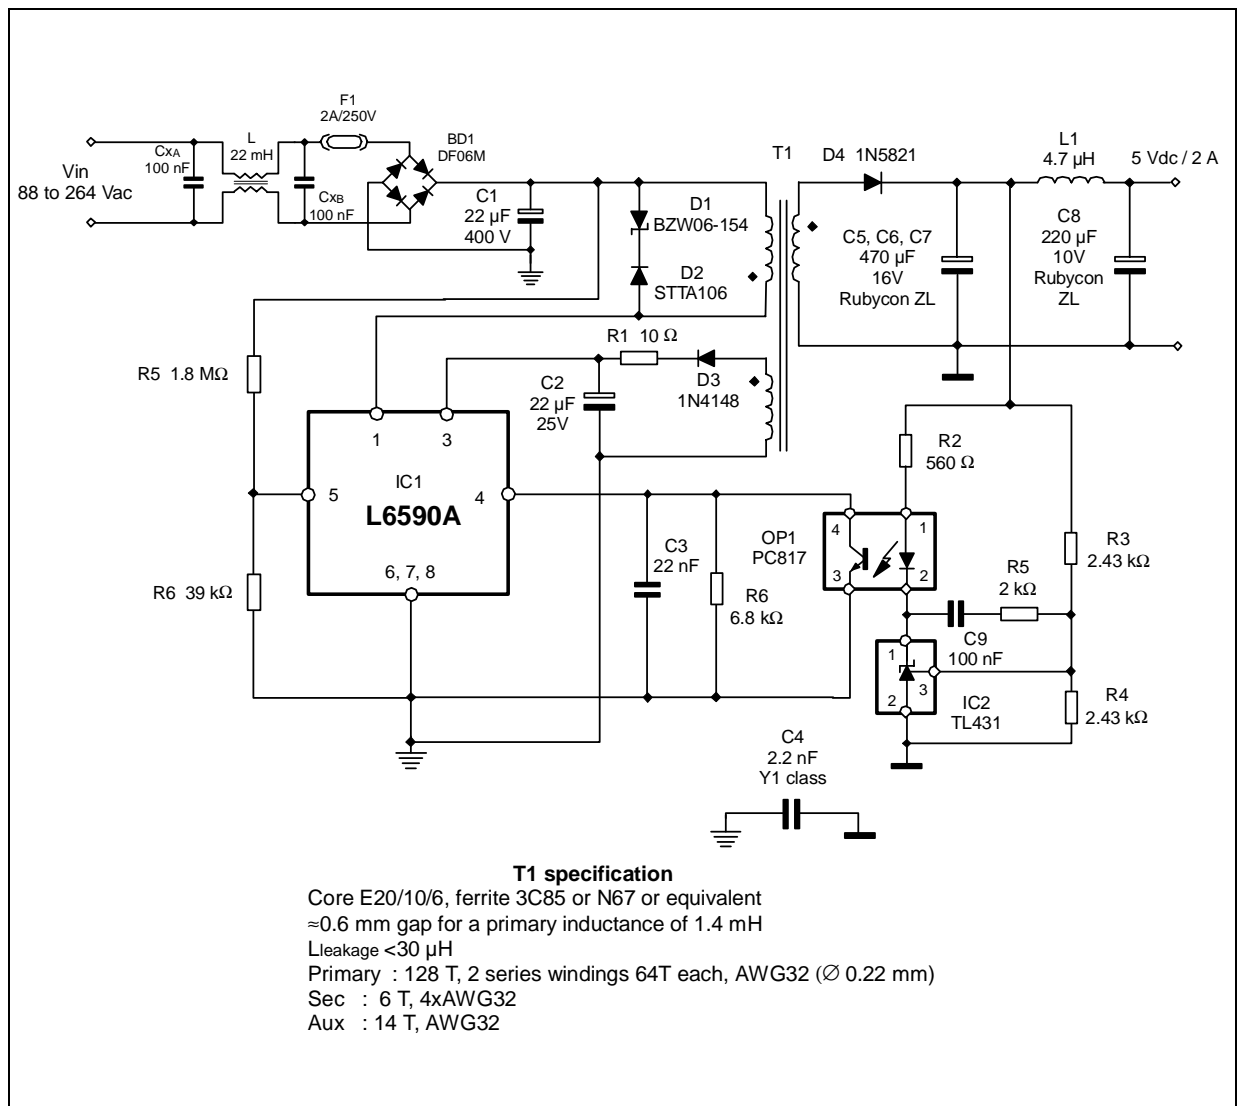 F1
2A/250V
BD1
DF06M
L
22 mH
CXA
100 nF
CXB
100 nF
Vin
88 to 264 Vac
C1
22 µF
400 V
D1
BZW06-154
D2
STTA106
T1
D4 1N5821
L1
4.7 µH
5 Vdc / 2 A
C5, C6, C7
470 µF
16V
Rubycon ZL
C8
220 µF
10V
Rubycon
ZL
R1 10 Ω
D3
1N4148
C2
22 µF
25V
R5 1.8 MΩ
1
3
5
IC1
4
L6590A
6, 7, 8
R6 39 kΩ
C3
22 nF
R6
6.8 kΩ
OP1
PC817
4
1
3
2
R2
560 Ω
R3
2.43 kΩ
R5
2 kΩ
C9
100 nF
1
3
2
IC2
TL431
R4
2.43 kΩ
C4
2.2 nF
Y1 class
T1 specification
Core E20/10/6, ferrite 3C85 or N67 or equivalent
≈0.6 mm gap for a primary inductance of 1.4 mH
Lleakage <30 µH
Primary : 128 T, 2 series windings 64T each, AWG32 (∅ 0.22 mm)
Sec : 6 T, 4xAWG32
Aux : 14 T, AWG32